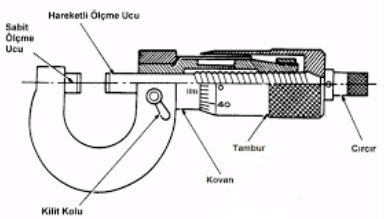 Hareketli Ölçme Ucu
Sabit
Ölçme
Ucu
0
40
Cırcır
Tambur
Kovan
Kilit Kolu